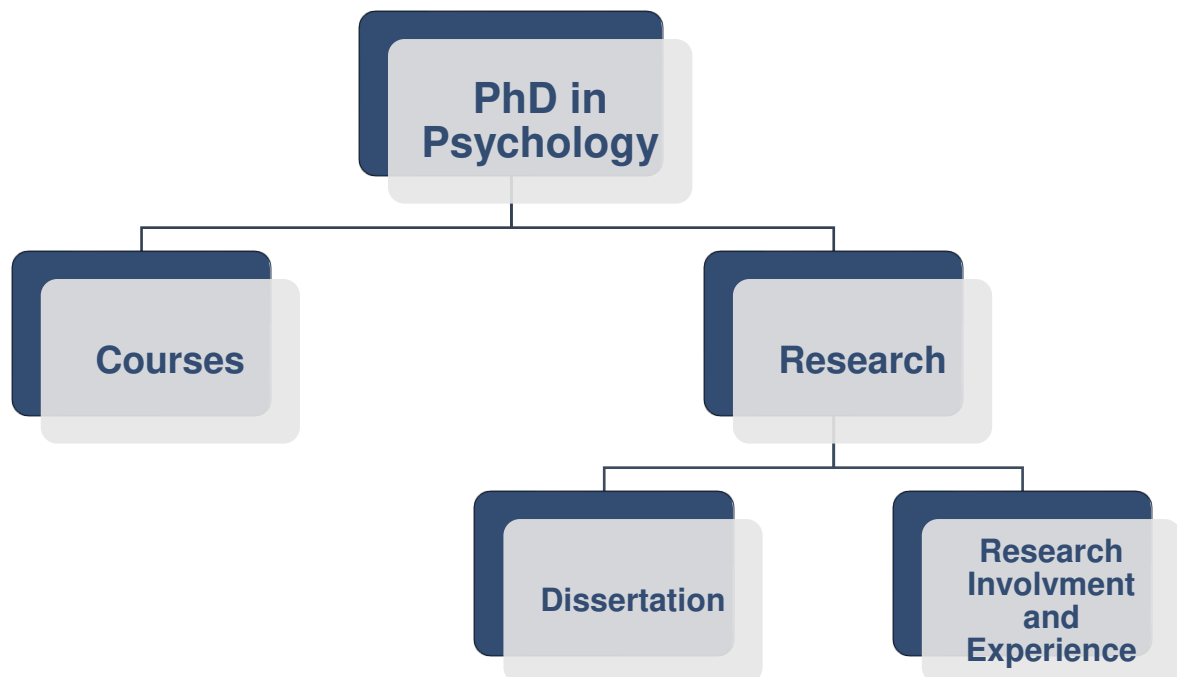 PhD in
Psychology
Courses
Research
Dissertation
Research
Involvment
and
Experience